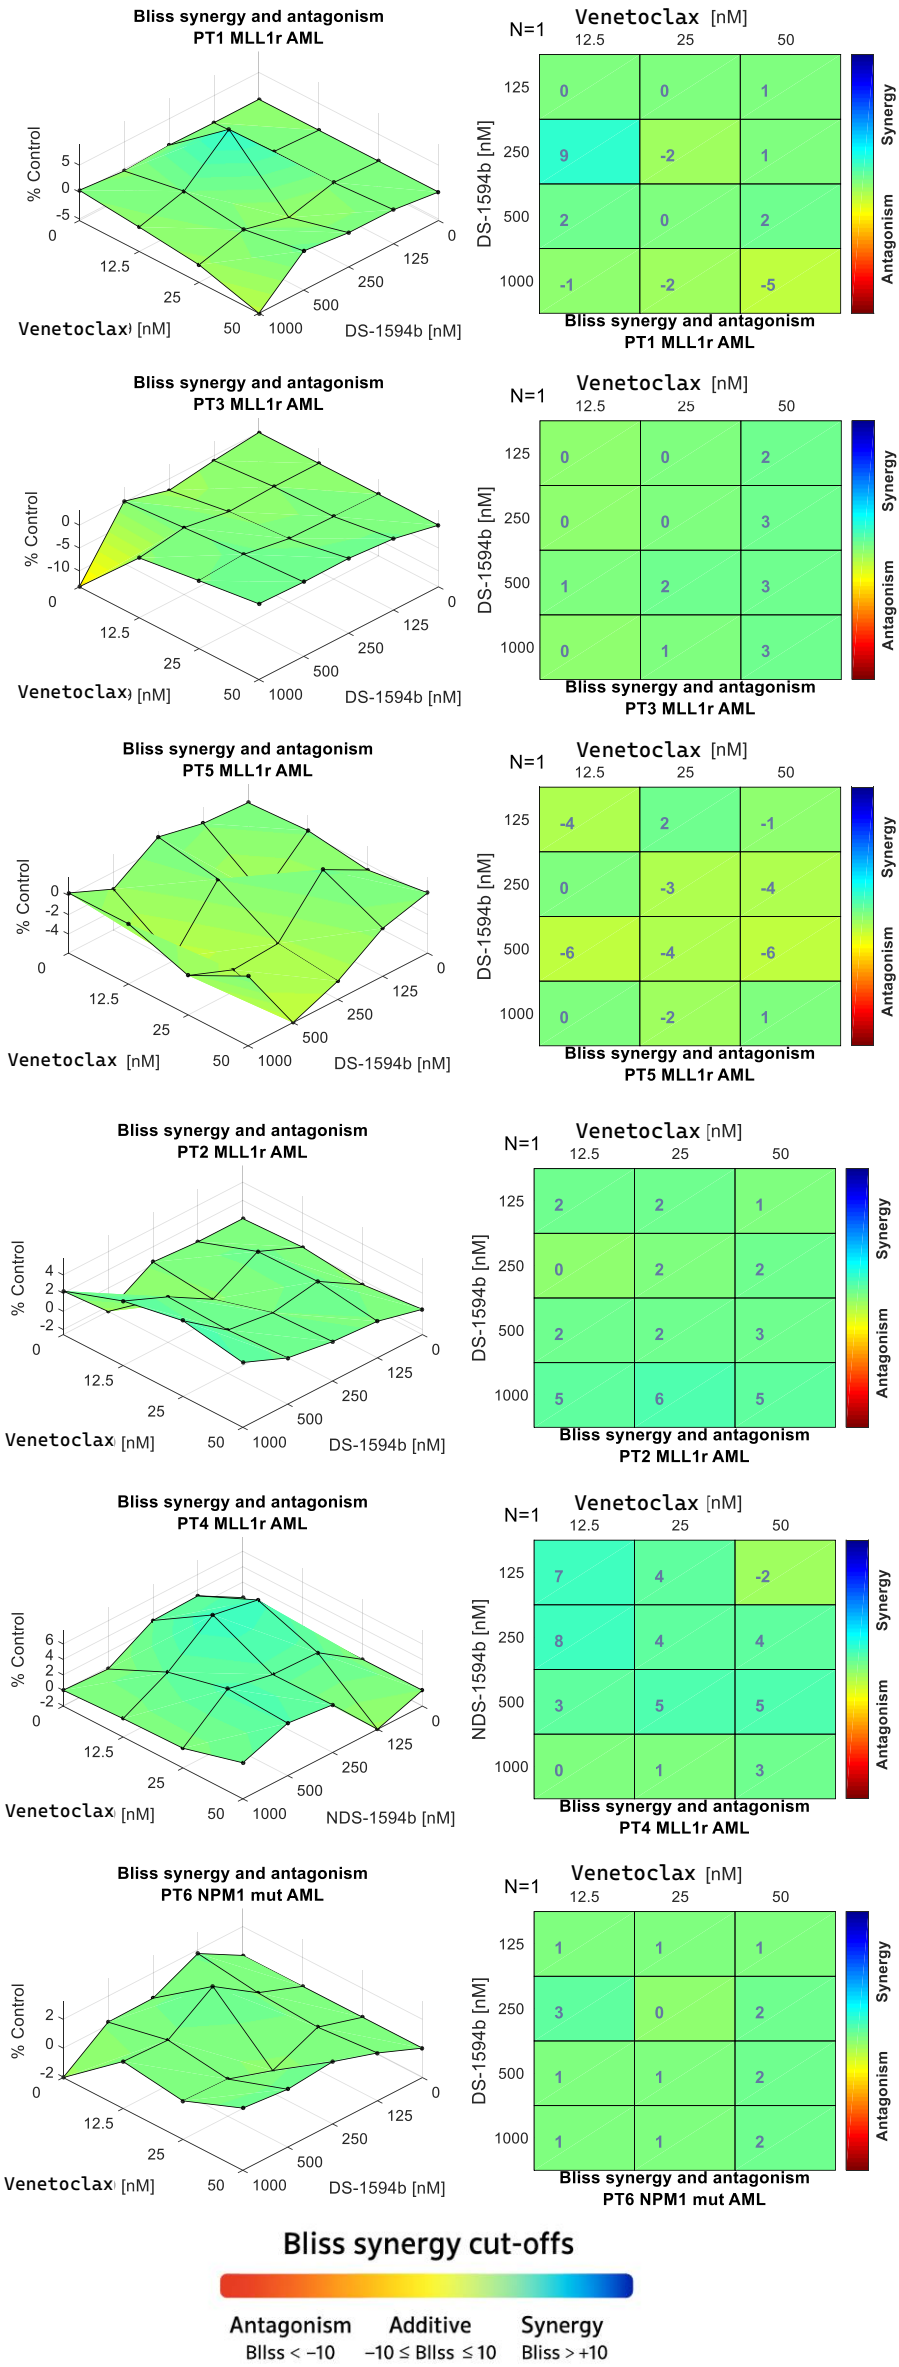 Bliss synergy and antagonism
PT1 MLL1r AML
% Control
5
0
-5
0
12.5
25
50
Venetoclax [nM]
1000
500
250
125
0
DS-1594b [nM]
N=1
Venetoclax [nM]
12.5 25 50
DS-1594b [nM]
125 0 0 1
250 9 -2 1
500 2 0 2
1000 -1 -2 -5
Synergy
Antagonism
Bliss synergy and antagonism
PT1 MLL1r AML
Bliss synergy and antagonism
PT3 MLL1r AML
% Control
0
-5
-10
0
12.5
25
50
Venetoclax [nM]
1000
500
250
125
0
DS-1594b [nM]
N=1
Venetoclax [nM]
12.5 25 50
DS-1594b [nM]
125 0 0 2
250 0 0 3
500 1 2 3
1000 0 1 3
Synergy
Antagonism
Bliss synergy and antagonism
PT3 MLL1r AML
Bliss synergy and antagonism
PT5 MLL1r AML
% Control
0
-2
-4
0
12.5
25
50
Venetoclax [nM]
1000
500
250
125
0
DS-1594b [nM]
N=1
Venetoclax [nM]
12.5 25 50
DS-1594b [nM]
125 -4 2 -1
250 0 -3 -4
500 -6 -4 -6
1000 0 -2 1
Synergy
Antagonism
Bliss synergy and antagonism
PT5 MLL1r AML
Bliss synergy and antagonism
PT2 MLL1r AML
% Control
4
2
0
-2
0
12.5
25
50
Venetoclax [nM]
1000
500
250
125
0
DS-1594b [nM]
N=1
Venetoclax [nM]
12.5 25 50
DS-1594b [nM]
125 2 2 1
250 0 2 2
500 2 2 3
1000 5 6 5
Synergy
Antagonism
Bliss synergy and antagonism
PT2 MLL1r AML
Bliss synergy and antagonism
PT4 MLL1r AML
% Control
6
4
2
0
-2
0
12.5
25
50
Venetoclax [nM]
1000
500
250
125
0
NDS-1594b [nM]
N=1
Venetoclax [nM]
12.5 25 50
NDS-1594b [nM]
125 7 4 -2
250 8 4 4
500 3 5 5
1000 0 1 3
Synergy
Antagonism
Bliss synergy and antagonism
PT4 MLL1r AML
Bliss synergy and antagonism
PT6 NPM1 mut AML
% Control
2
0
-2
0
12.5
25
50
Venetoclax [nM]
1000
500
250
125
0
DS-1594b [nM]
N=1
Venetoclax [nM]
12.5 25 50
DS-1594b [nM]
125 1 1 1
250 3 0 2
500 1 1 2
1000 1 1 2
Synergy
Antagonism
Bliss synergy and antagonism
PT6 NPM1 mut AML
Bliss synergy cut-offs
Antagonism Additive Synergy
Bliss < −10 −10 ≤ Bliss ≤ 10 Bliss > +10